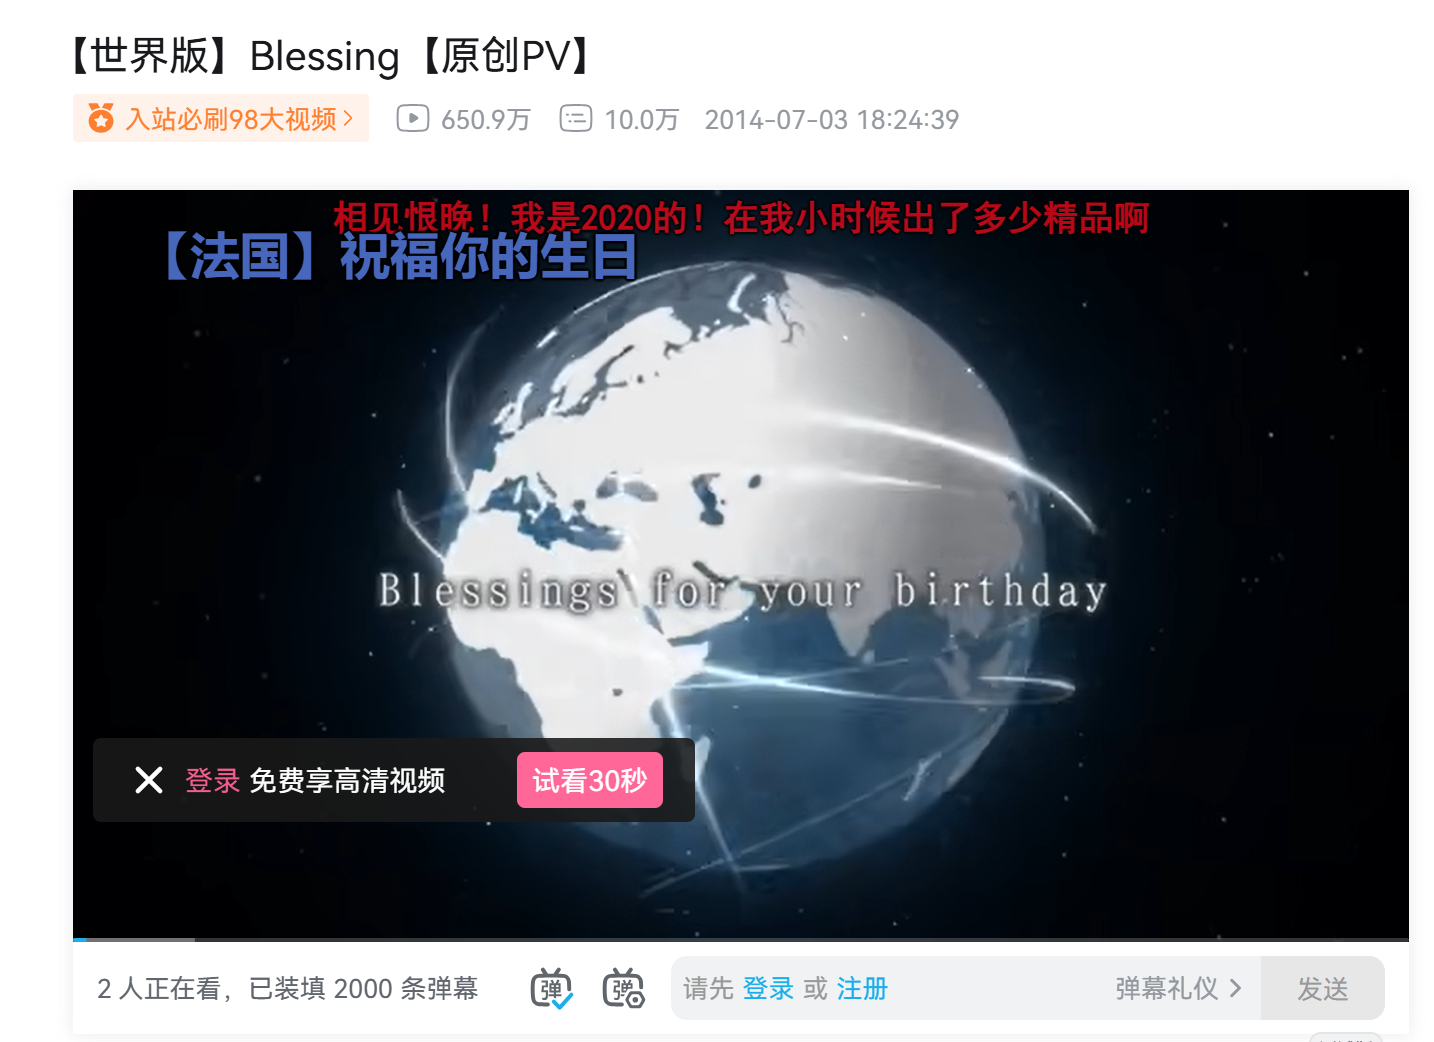 【世界版】Blessing【原创PV】
入站必刷98大视频 650.9万 10.0万 2014-07-03 18:24:39
相见恨晚！我是2020的！在我小时候出了多少精品啊
【法国】祝福你的生日
Blessings for your birthday
登录 免费享高清视频 试看30秒
2 人正在看，已装填 2000 条弹幕 弹 弹 请先 登录 或 注册 弹幕礼仪 发送